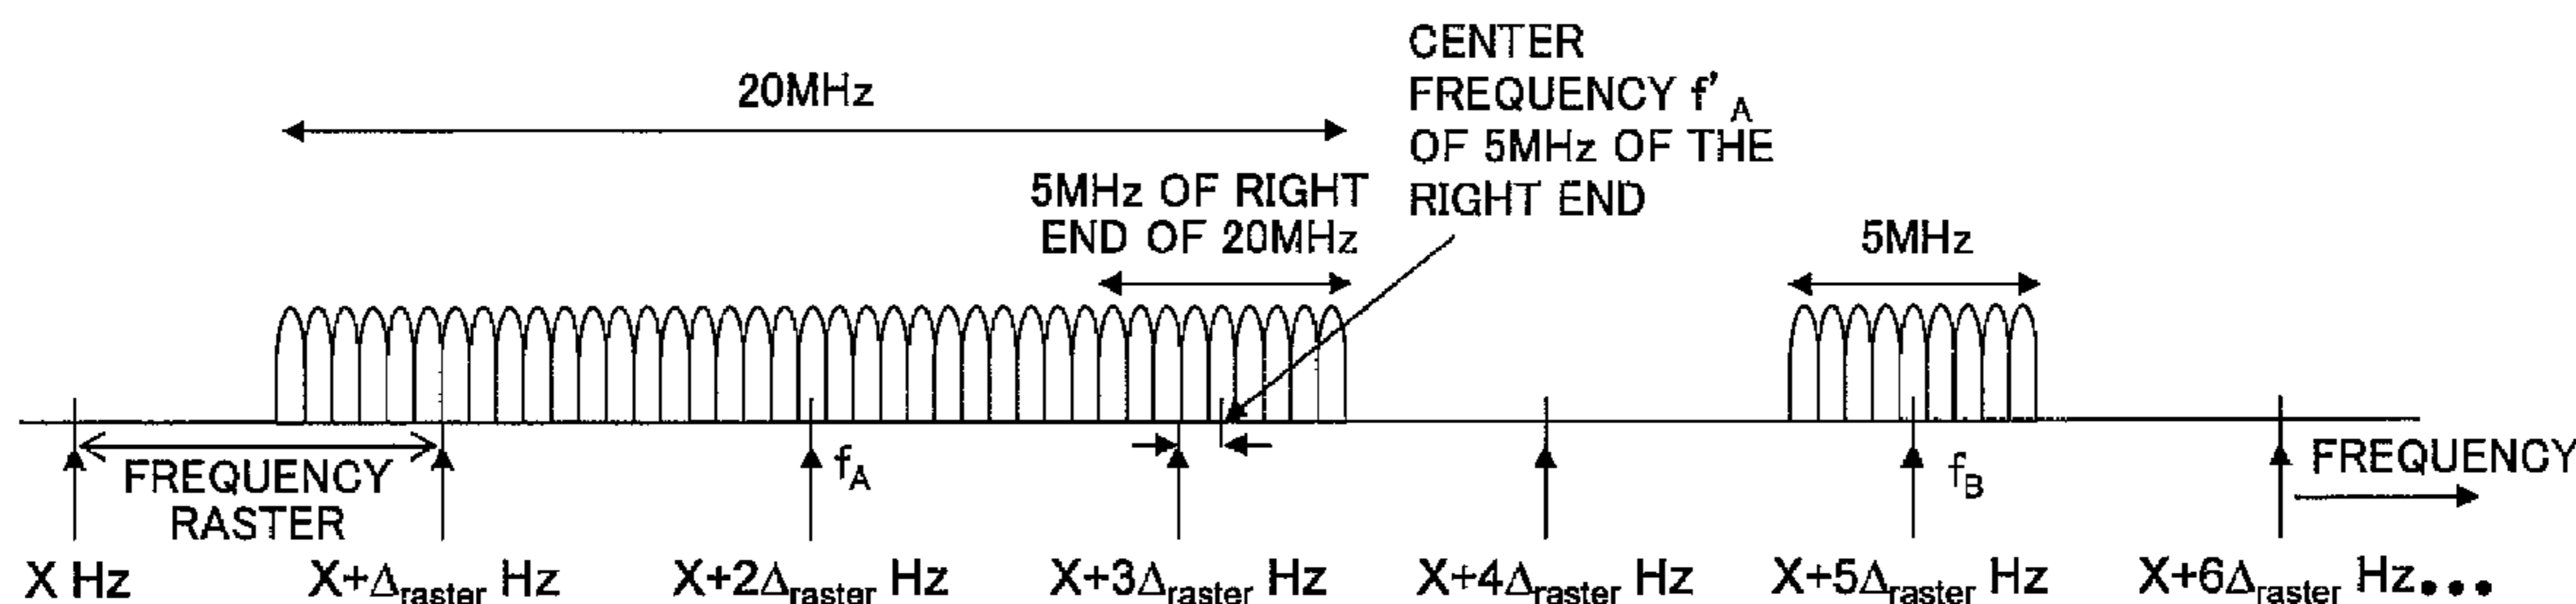 20MHz
CENTER
FREQUENCY f'A
OF 5MHz OF THE
RIGHT END
5MHz OF RIGHT
END OF 20MHz
5MHz
FREQUENCY
RASTER
fA
fB
FREQUENCY
X Hz
X+Δraster Hz
X+2Δraster Hz
X+3Δraster Hz
X+4Δraster Hz
X+5Δraster Hz
X+6Δraster Hz•••